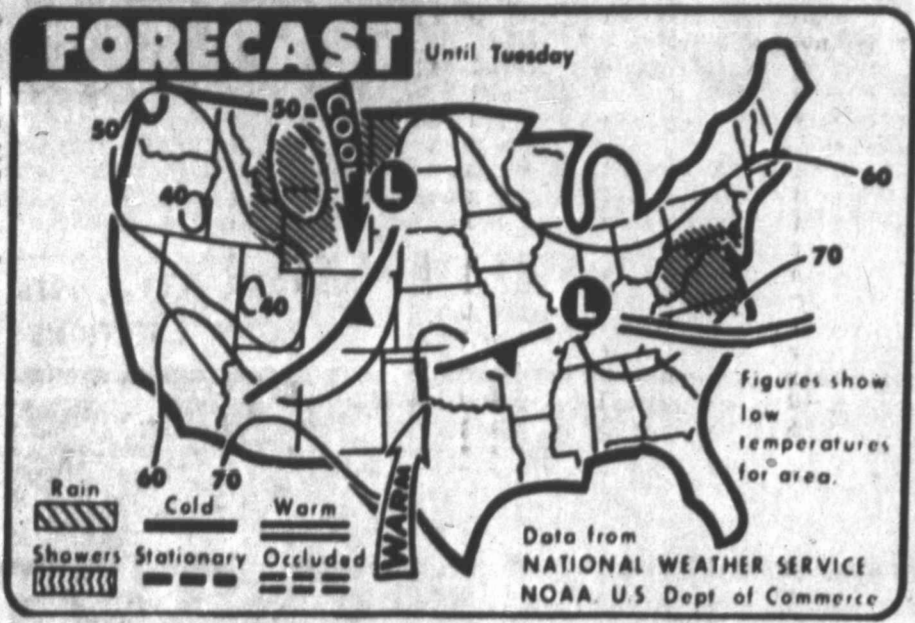 FORECAST
Until Tuesday
50
50
COOL
L
40
60
40
70
L
Figures show
low
temperatures
for area.
60
70
WARM
Rain
Cold
Warm
Showers
Stationary
Occluded
Data from
NATIONAL WEATHER SERVICE
NOAA. U.S. Dept of Commerce